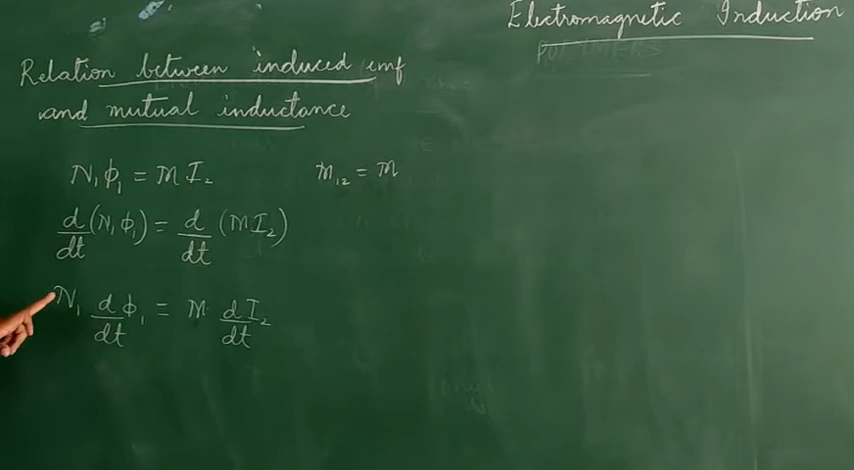 Electromagnetic Induction
Relation between induced emf
and mutual inductance
N₁ϕ₁ = M I₂
M₁₂ = M
d/dt (N₁ϕ₁) = d/dt (M I₂)
N₁ dϕ₁/dt = M dI₂/dt